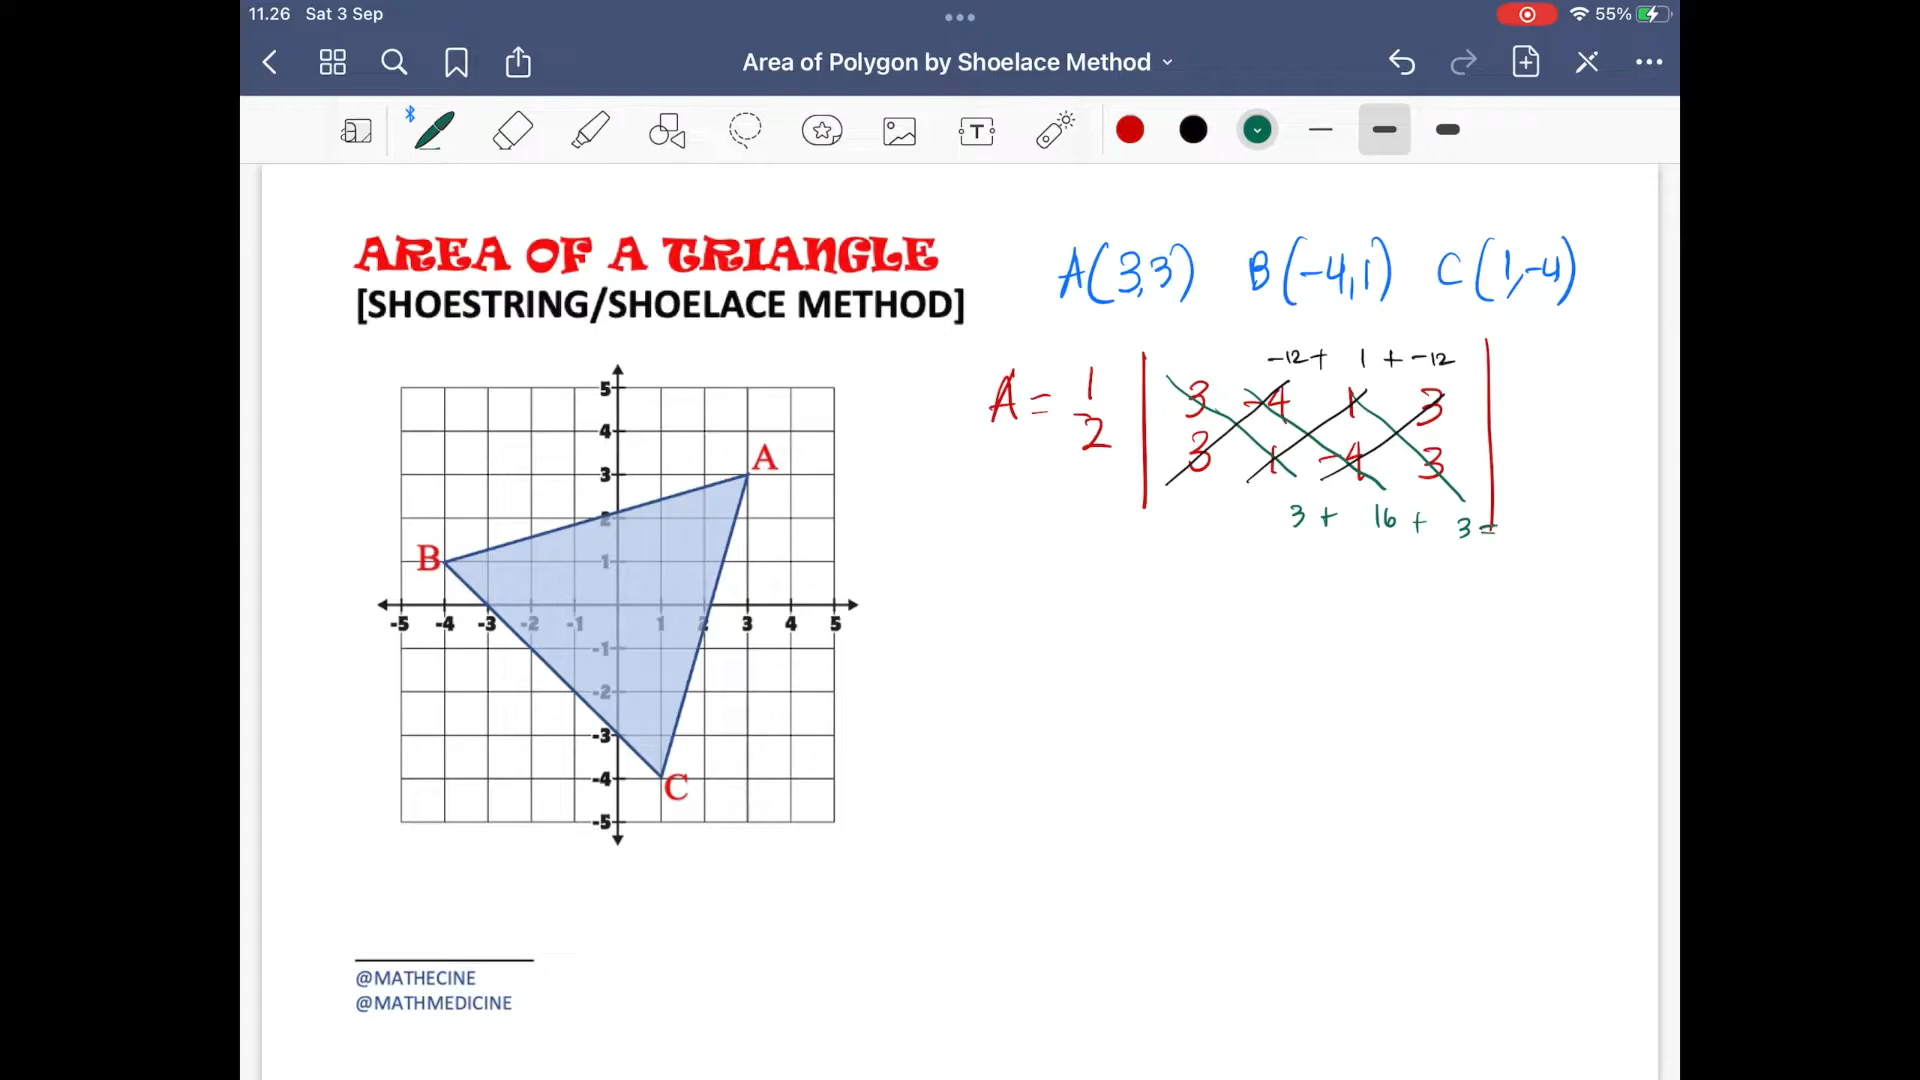 11.26 Sat 3 Sep
55%
Area of Polygon by Shoelace Method
T
AREA OF A TRIANGLE
[SHOESTRING/SHOELACE METHOD]
A(3,3) B(-4,1) C(1,-4)
-12+ 1 + -12
A = 1/2 | 3 -4 1 3 |
3 1 -4 3
3 + 16 + 3 =
5
4
A
3
2
B
1
-5 -4 -3 -2 -1 1 2 3 4 5
-1
-2
-3
-4
C
-5
@MATHECINE
@MATHMEDICINE